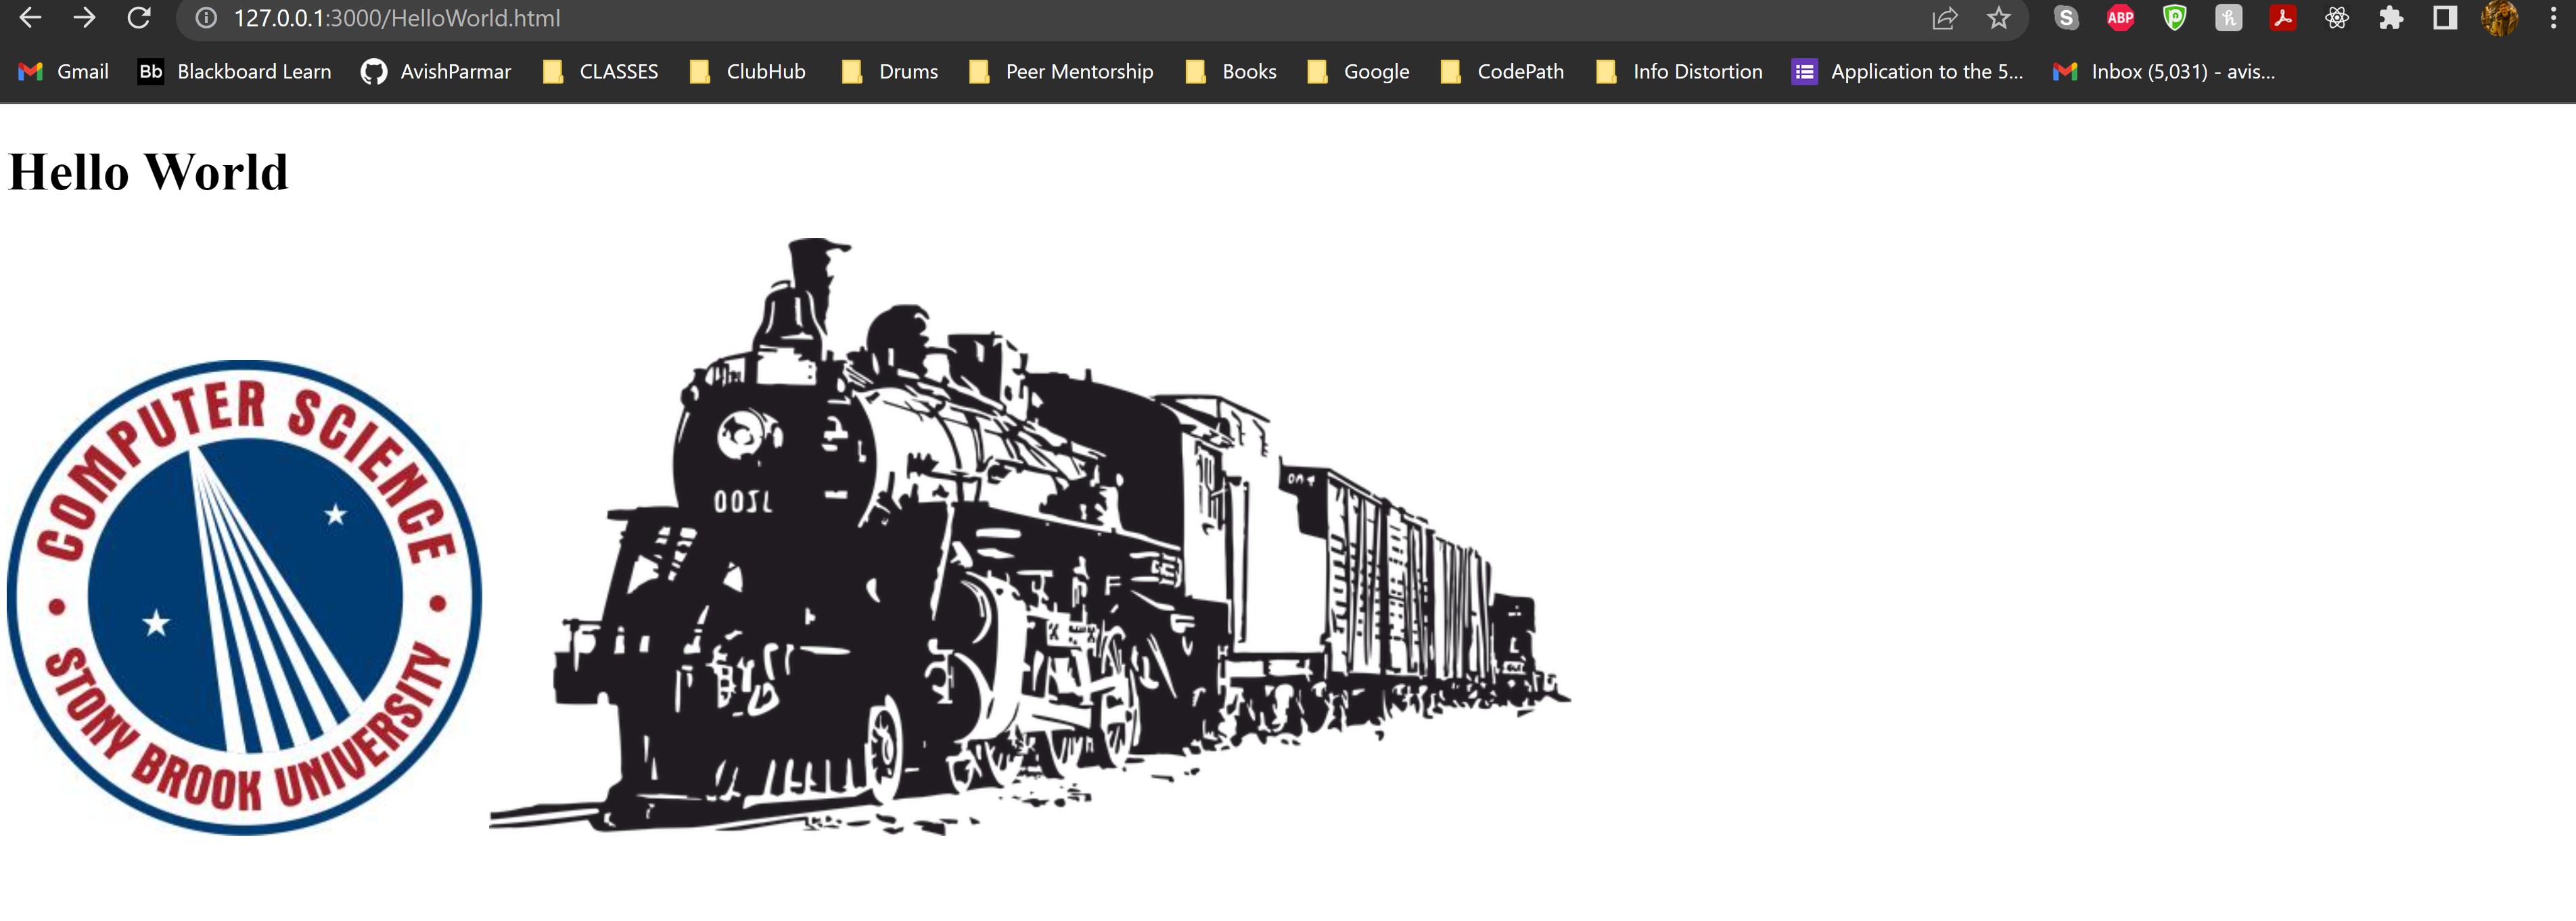 127.0.0.1:3000/HelloWorld.html
S ABP
Gmail Bb Blackboard Learn AvishParmar CLASSES ClubHub Drums Peer Mentorship Books Google CodePath Info Distortion Application to the 5... Inbox (5,031) - avis...
Hello World
COMPUTER SCIENCE
STONY BROOK UNIVERSITY